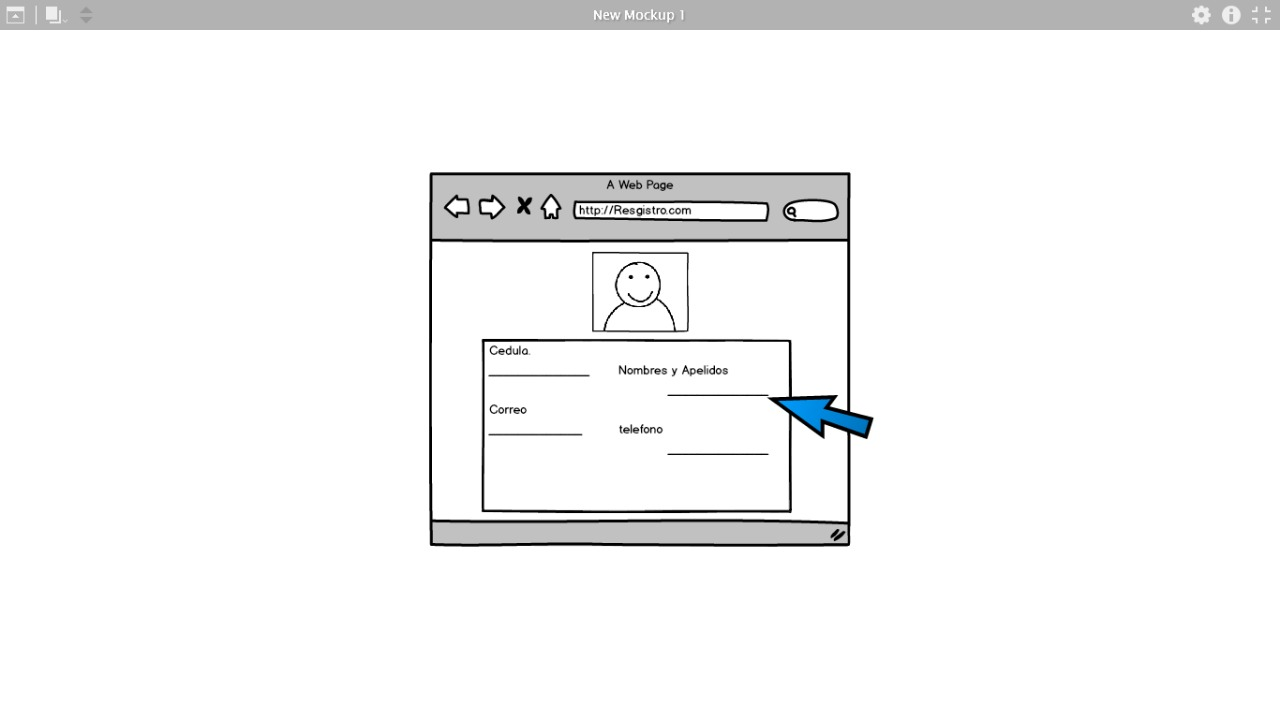 New Mockup 1
A Web Page
http://Resgistro.com
Cedula.
Nombres y Apelidos
Correo
telefono